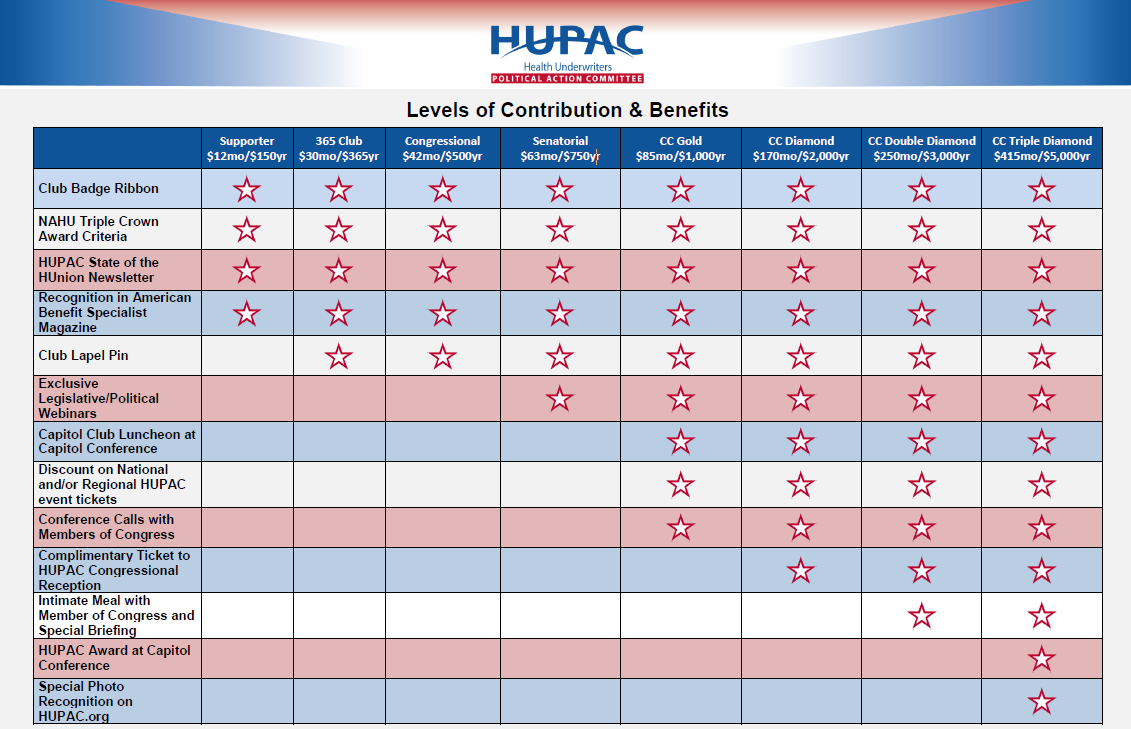 HUPAC
Health Underwriters
POLITICAL ACTION COMMITTEE
Levels of Contribution & Benefits
Supporter
$12mo/$150yr
365 Club
$30mo/$365yr
Congressional
$42mo/$500yr
Senatorial
$63mo/$750yr
CC Gold
$85mo/$1,000yr
CC Diamond
$170mo/$2,000yr
CC Double Diamond
$250mo/$3,000yr
CC Triple Diamond
$415mo/$5,000yr
Club Badge Ribbon
NAHU Triple Crown
Award Criteria
HUPAC State of the
HUnion Newsletter
Recognition in American
Benefit Specialist
Magazine
Club Lapel Pin
Exclusive
Legislative/Political
Webinars
Capitol Club Luncheon at
Capitol Conference
Discount on National
and/or Regional HUPAC
event tickets
Conference Calls with
Members of Congress
Complimentary Ticket to
HUPAC Congressional
Reception
Intimate Meal with
Member of Congress and
Special Briefing
HUPAC Award at Capitol
Conference
Special Photo
Recognition on
HUPAC.org